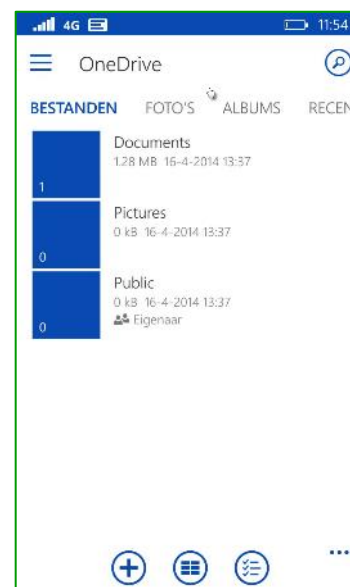 4G 11:54
OneDrive
BESTANDEN FOTO'S ALBUMS RECEN
Documents
1.28 MB 16-4-2014 13:37
1
Pictures
0 kB 16-4-2014 13:37
0
Public
0 kB 16-4-2014 13:37
Eigenaar
0